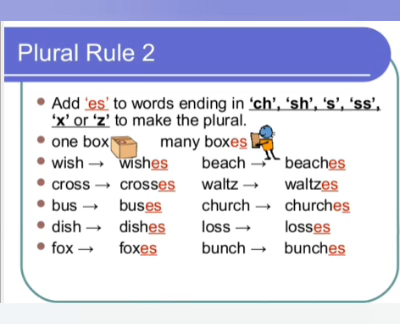 Plural Rule 2
• Add 'es' to words ending in 'ch', 'sh', 's', 'ss',
'x' or 'z' to make the plural.
• one box many boxes
• wish → wishes beach → beaches
• cross → crosses waltz → waltzes
• bus → buses church → churches
• dish → dishes loss → losses
• fox → foxes bunch → bunches